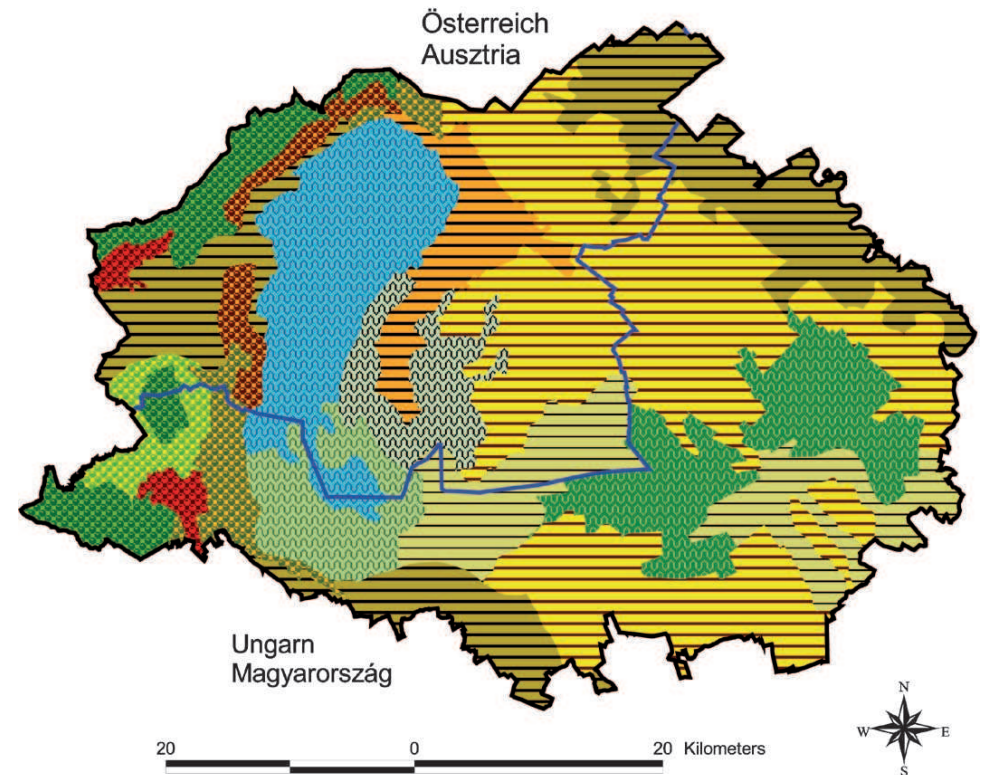 Österreich
Ausztria
Ungarn
Magyarország
20 0 20 Kilometers
N
W E
S